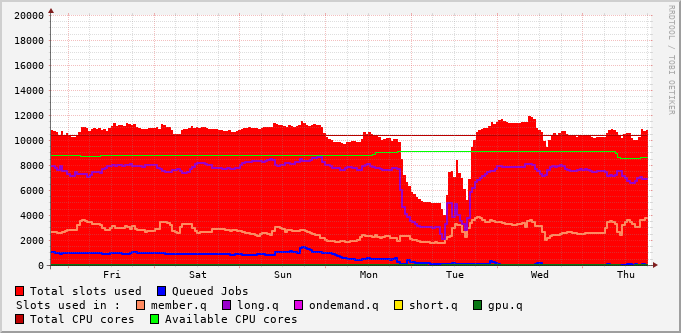 20000
18000
16000
14000
12000
10000
8000
6000
4000
2000
0
Fri Sat Sun Mon Tue Wed Thu
RRDTOOL / TOBI OETIKER
Total slots used Queued Jobs
Slots used in : member.q long.q ondemand.q short.q gpu.q
Total CPU cores Available CPU cores